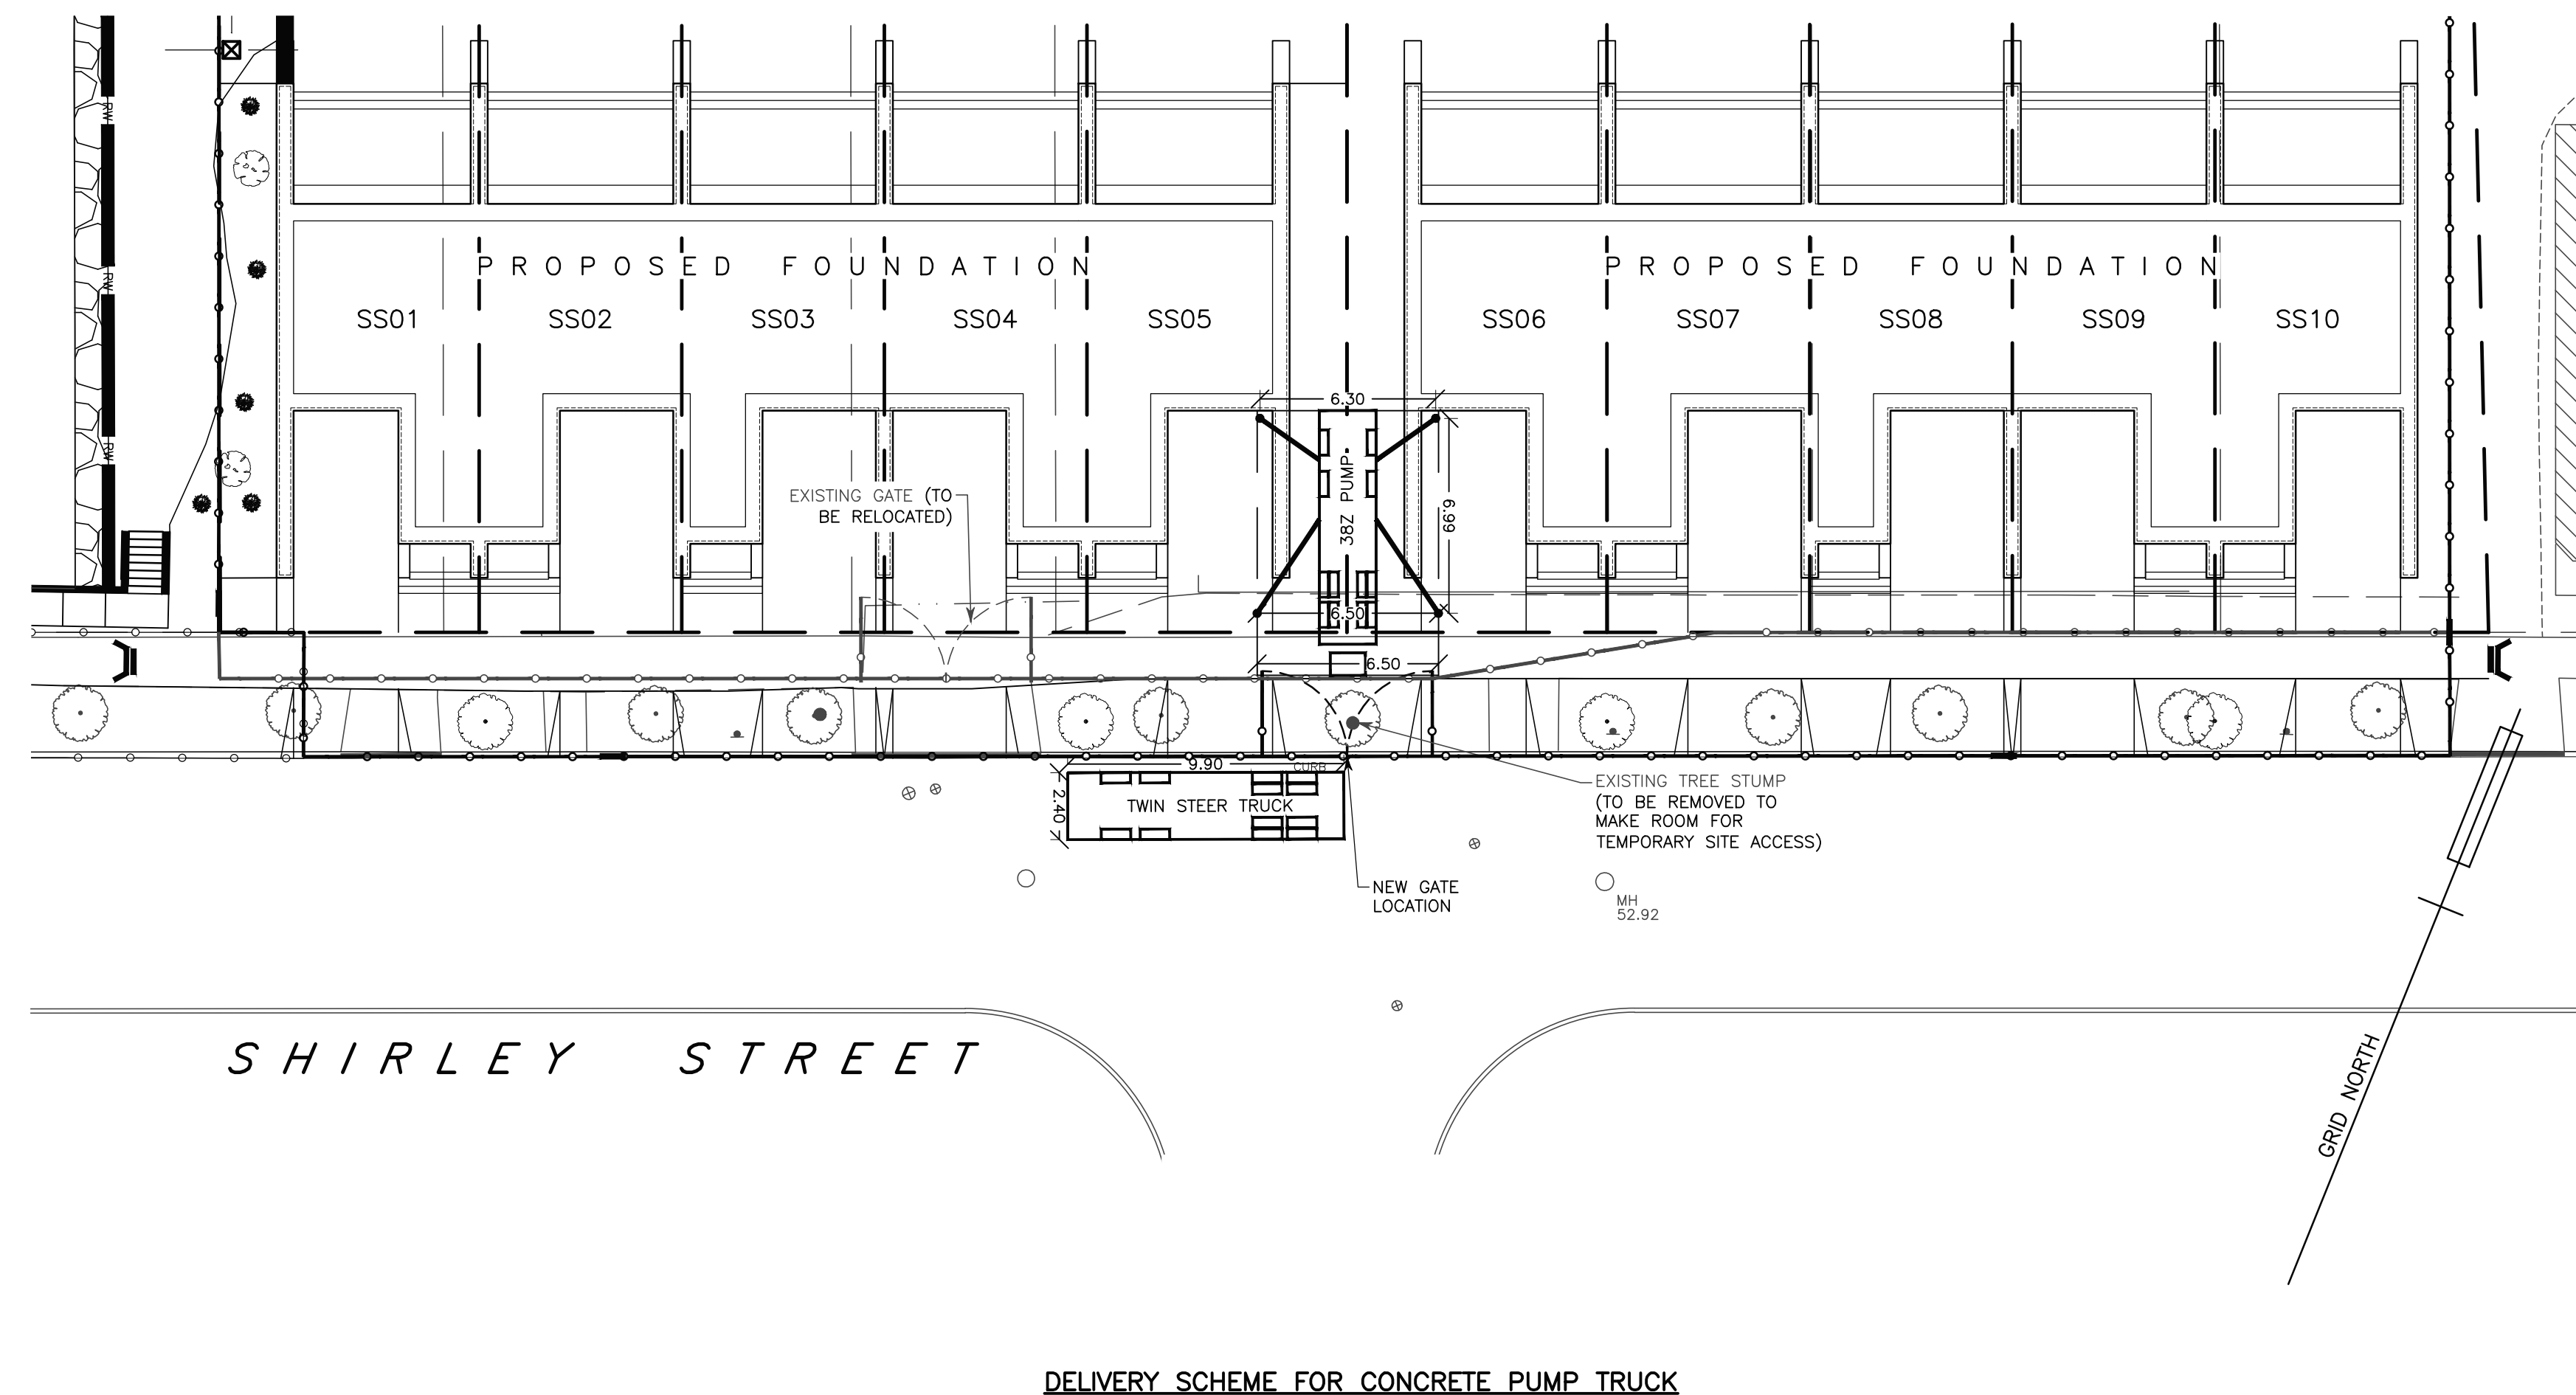 RW
RW
RW
PROPOSED FOUNDATION
PROPOSED FOUNDATION
SS01
SS02
SS03
SS04
SS05
SS06
SS07
SS08
SS09
SS10
6.30
38Z PUMP
6.99
EXISTING GATE (TO
BE RELOCATED)
6.50
6.50
9.90
CURB
2.40
TWIN STEER TRUCK
EXISTING TREE STUMP
(TO BE REMOVED TO
MAKE ROOM FOR
TEMPORARY SITE ACCESS)
NEW GATE
LOCATION
MH
52.92
SHIRLEY STREET
GRID NORTH
DELIVERY SCHEME FOR CONCRETE PUMP TRUCK